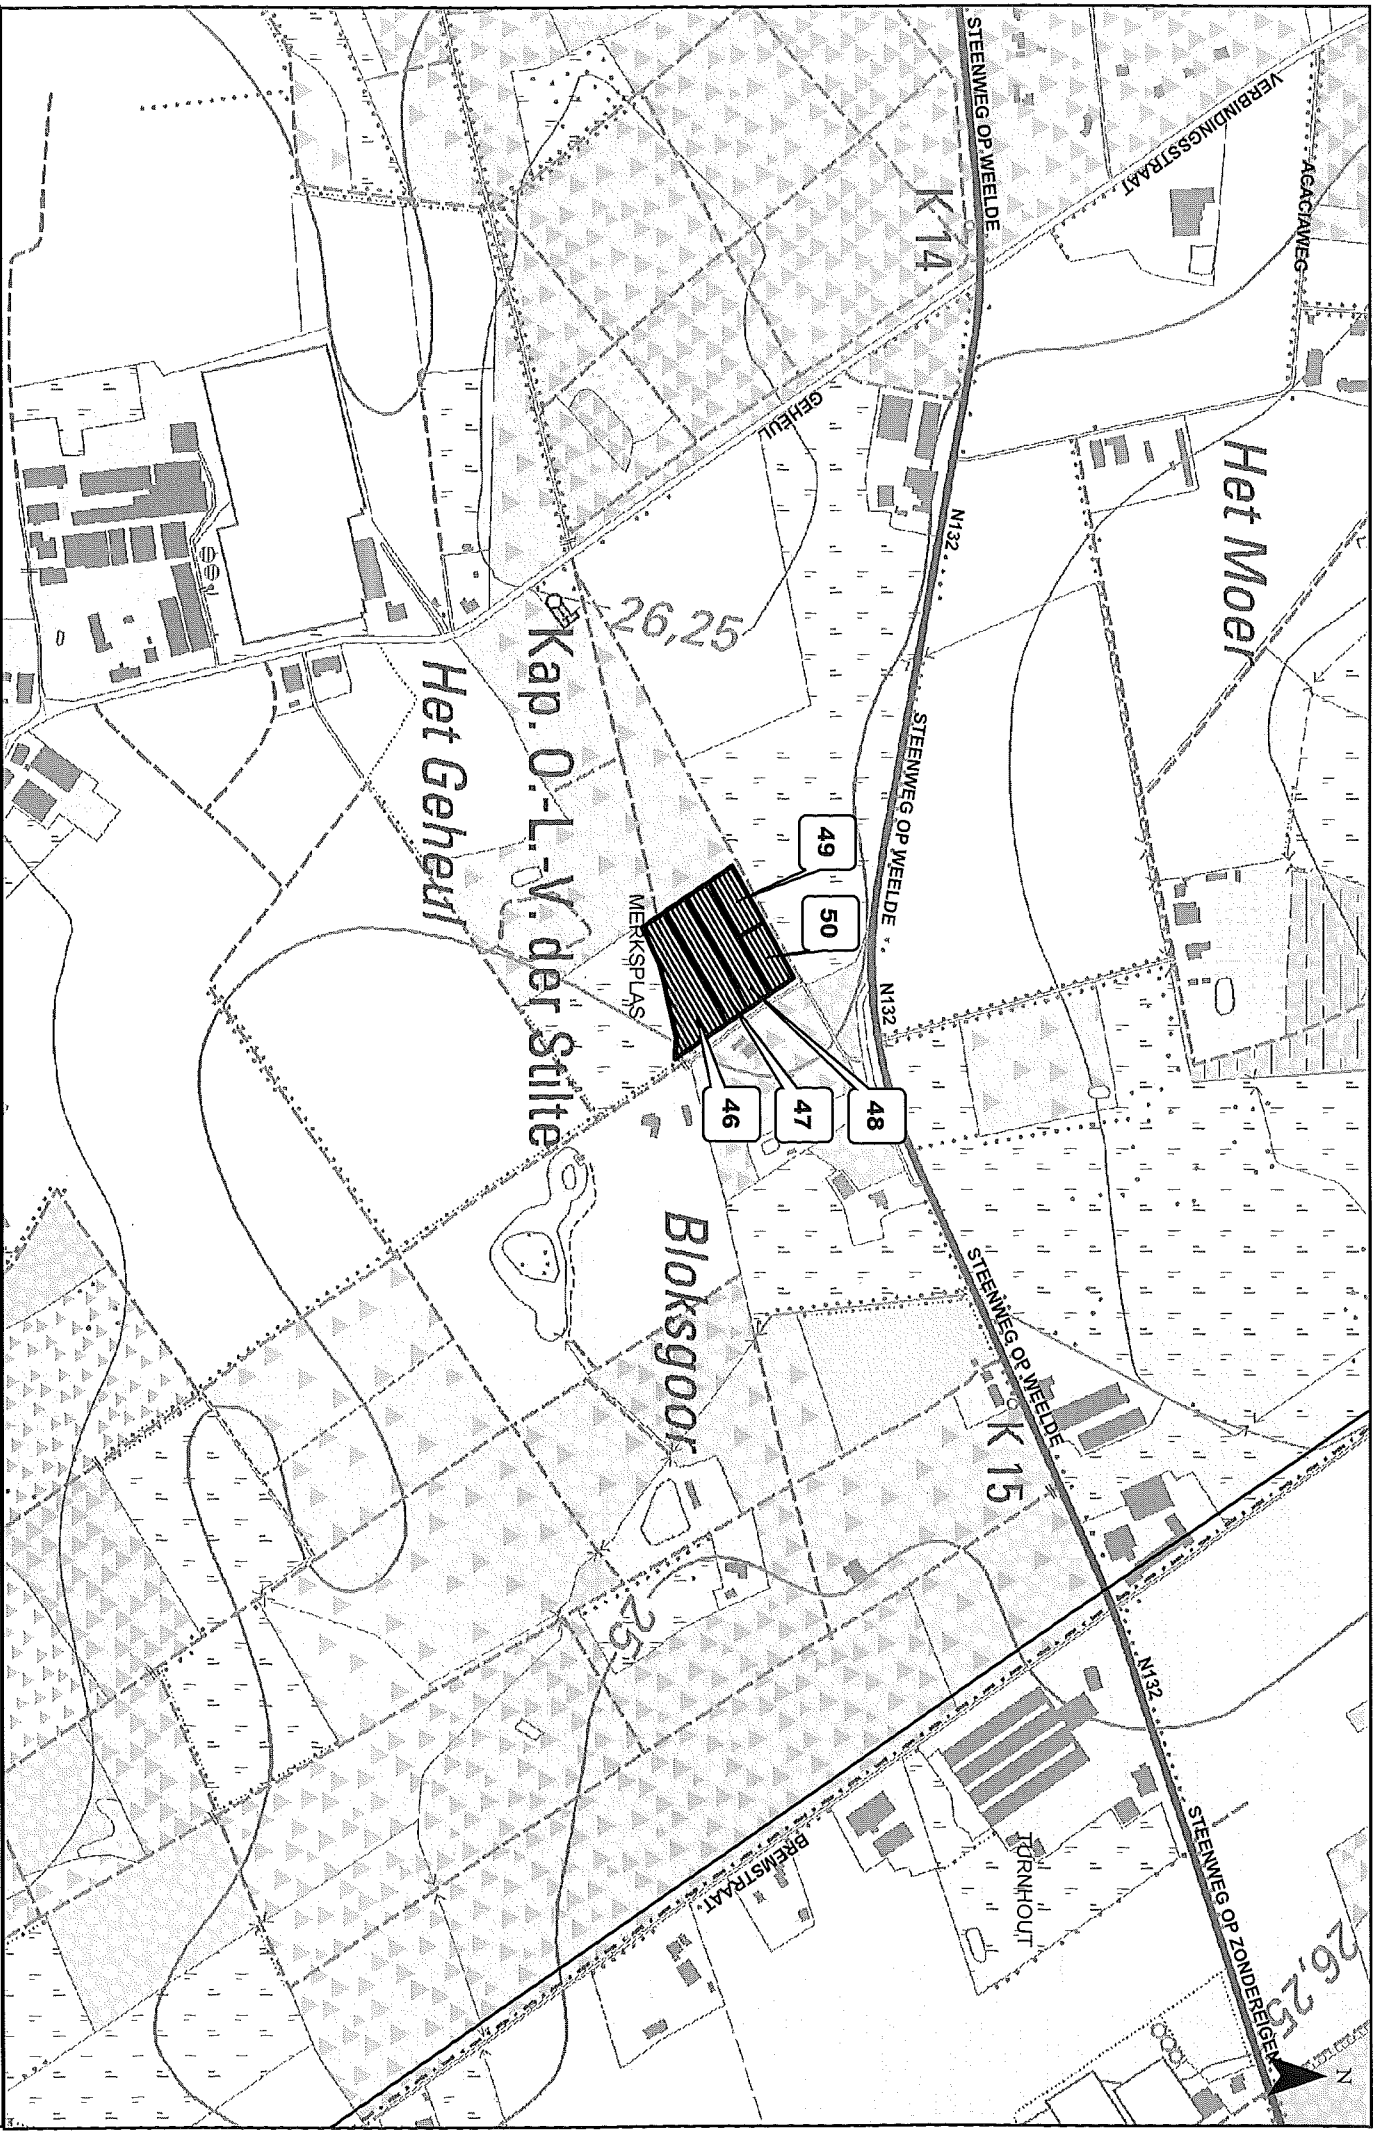 ACACIAWEG
VERBINDINGSSTRAAT
STEENWEG OP WEELDE
K 14
Het Moer
GEHEUL
N132
26,25
STEENWEG OP WEELDE
N132
Kap. O.-L.-V. der Stilte
Het Geheul
MERKSPLAS
49
50
48
47
46
Bloksgoor
STEENWEG OP WEELDE
K 15
25
N132
STEENWEG OP ZONDEREIGEN
TURNHOUT
BREMSTRAAT
26,25
N